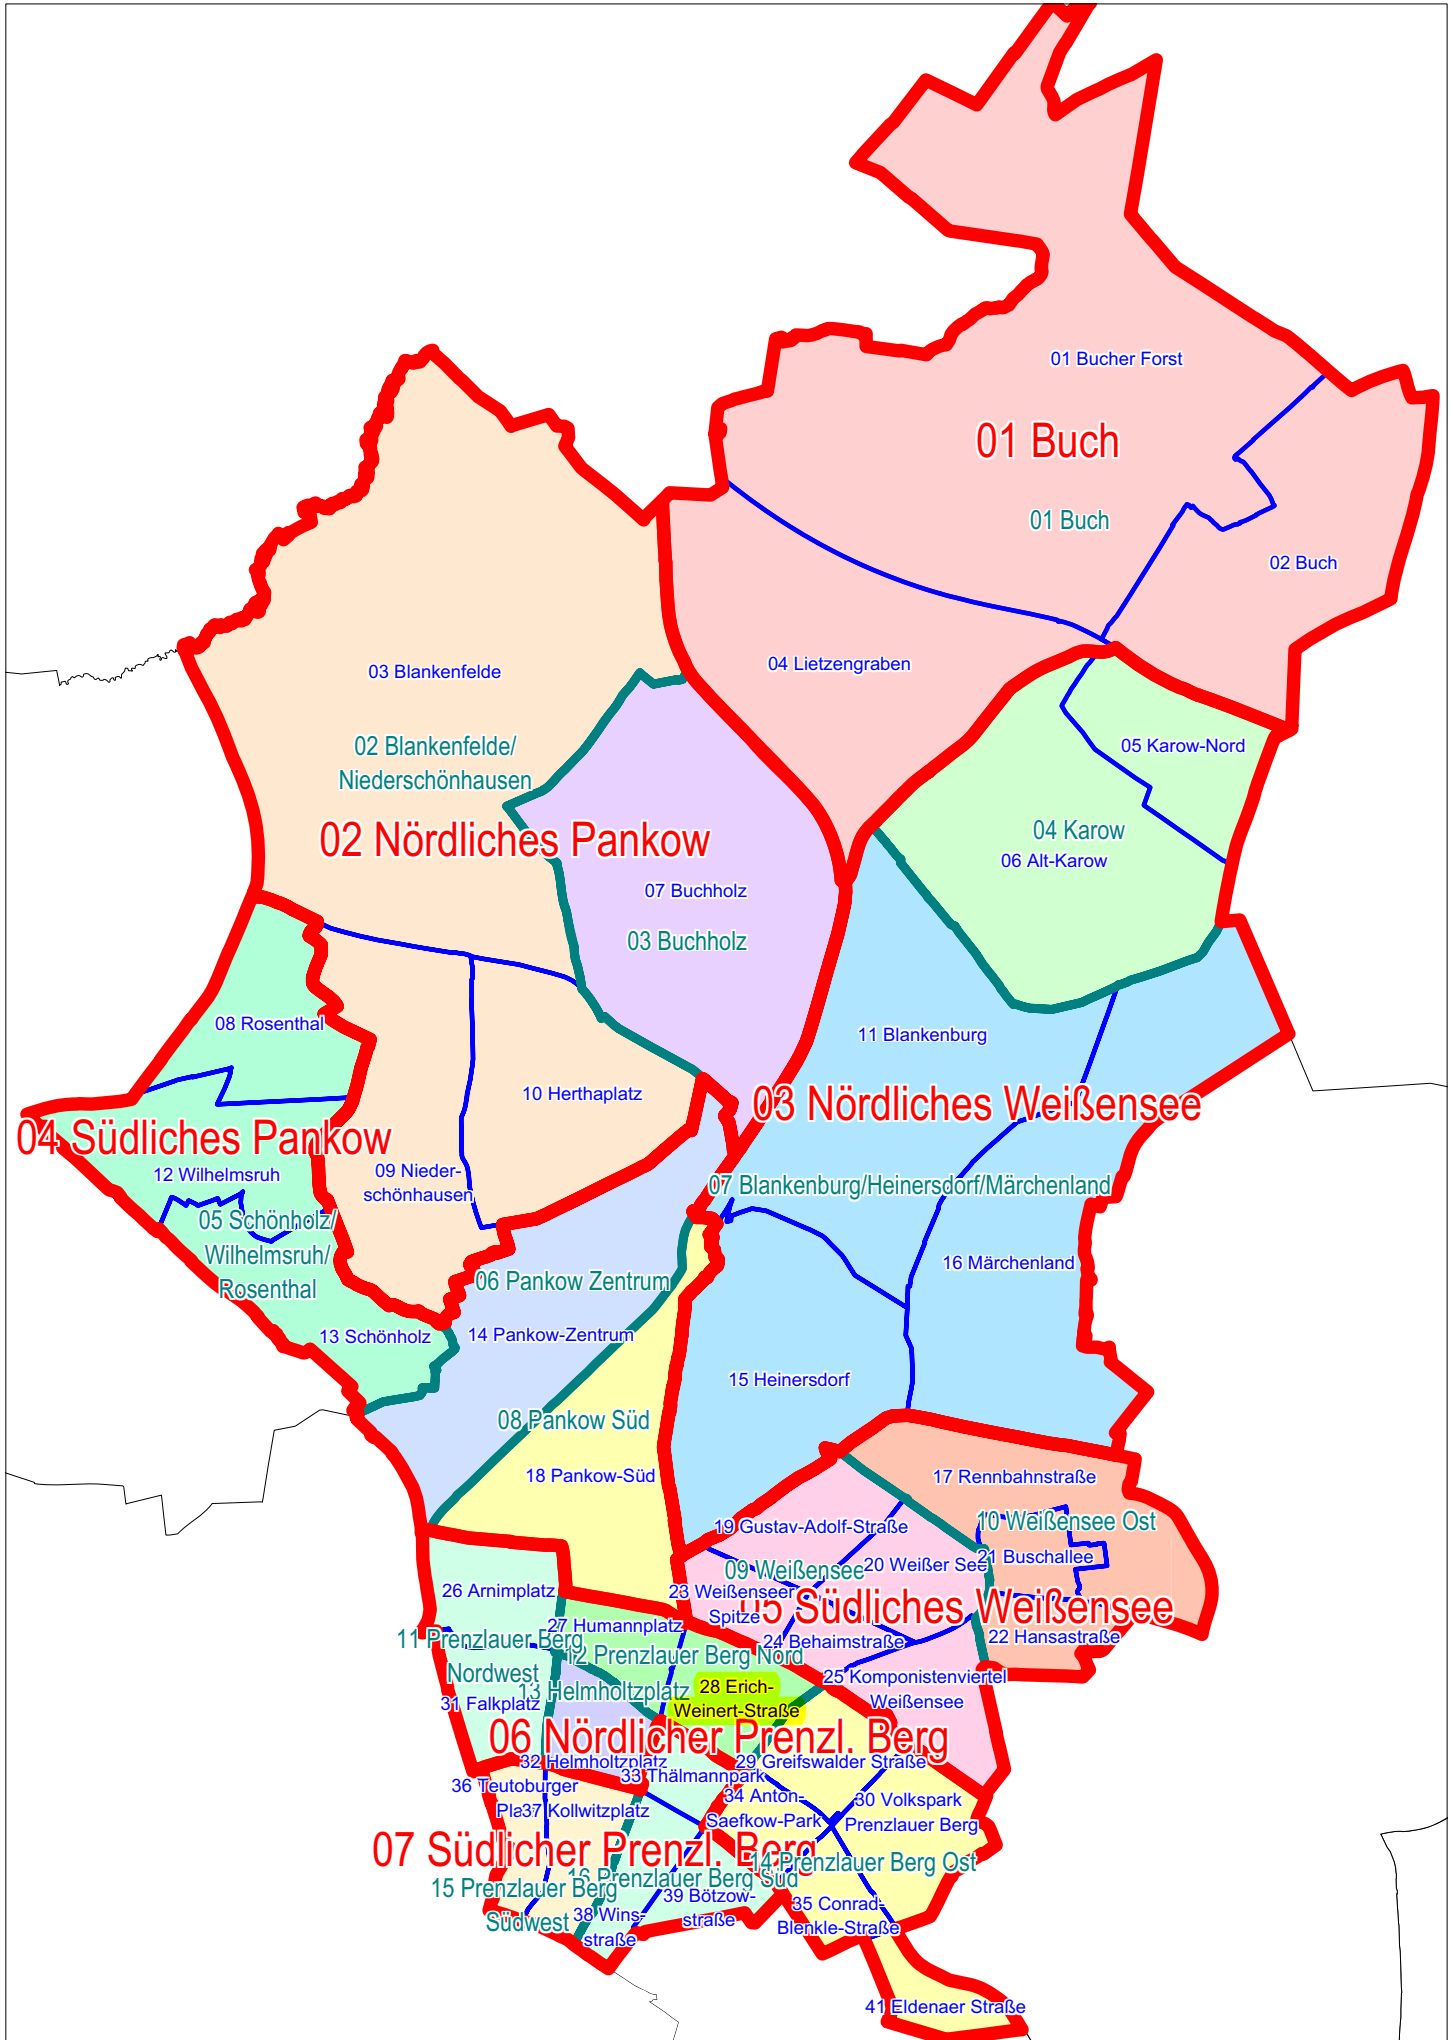 01 Bucher Forst
01 Buch
01 Buch
02 Buch
04 Lietzengraben
03 Blankenfelde
02 Blankenfelde/
Niederschönhausen
02 Nördliches Pankow
05 Karow-Nord
04 Karow
06 Alt-Karow
07 Buchholz
03 Buchholz
08 Rosenthal
11 Blankenburg
10 Herthaplatz
03 Nördliches Weißensee
04 Südliches Pankow
12 Wilhelmsruh
09 Nieder-
schönhausen
07 Blankenburg/Heinersdorf/Märchenland
05 Schönholz/
Wilhelmsruh/
Rosenthal
16 Märchenland
06 Pankow Zentrum
13 Schönholz
14 Pankow-Zentrum
15 Heinersdorf
08 Pankow Süd
18 Pankow-Süd
17 Rennbahnstraße
19 Gustav-Adolf-Straße
10 Weißensee Ost
20 Weißer See
21 Buschallee
09 Weißensee
23 Weißenseer
Spitze
05 Südliches Weißensee
26 Arnimplatz
27 Humannplatz
24 Behaimstraße
22 Hansastraße
11 Prenzlauer Berg
Nordwest
12 Prenzlauer Berg Nord
25 Komponistenviertel
Weißensee
13 Helmholtzplatz
28 Erich-
Weinert-Straße
31 Falkplatz
06 Nördlicher Prenzl. Berg
32 Helmholtzplatz
29 Greifswalder Straße
33 Thälmannpark
36 Teutoburger
Platz
37 Kollwitzplatz
34 Anton-
Saefkow-Park
30 Volkspark
Prenzlauer Berg
07 Südlicher Prenzl. Berg
14 Prenzlauer Berg Ost
16 Prenzlauer Berg Süd
15 Prenzlauer Berg
Südwest
39 Bötzow-
straße
38 Wins-
straße
35 Conrad-
Blenkle-Straße
41 Eldenaer Straße